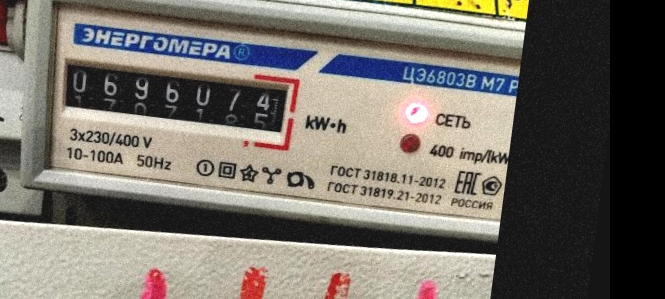 ЭНЕРГОМЕРА®
ЦЭ6803В М7 Р
0696074
kW•h
СЕТЬ
400 imp/kW
3x230/400 V
10-100A 50Hz
ГОСТ 31818.11-2012
ГОСТ 31819.21-2012
EAC
РОССИЯ